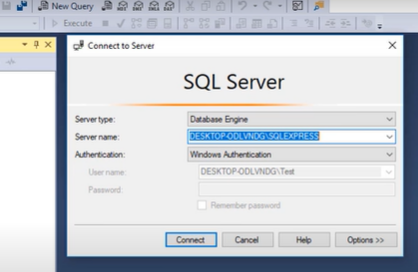 New Query
Execute
Connect to Server
SQL Server
Server type:
Database Engine
Server name:
DESKTOP-ODLVNDG\SQLEXPRESS
Authentication:
Windows Authentication
User name:
DESKTOP-ODLVNDG\Test
Password:
Remember password
Connect
Cancel
Help
Options >>